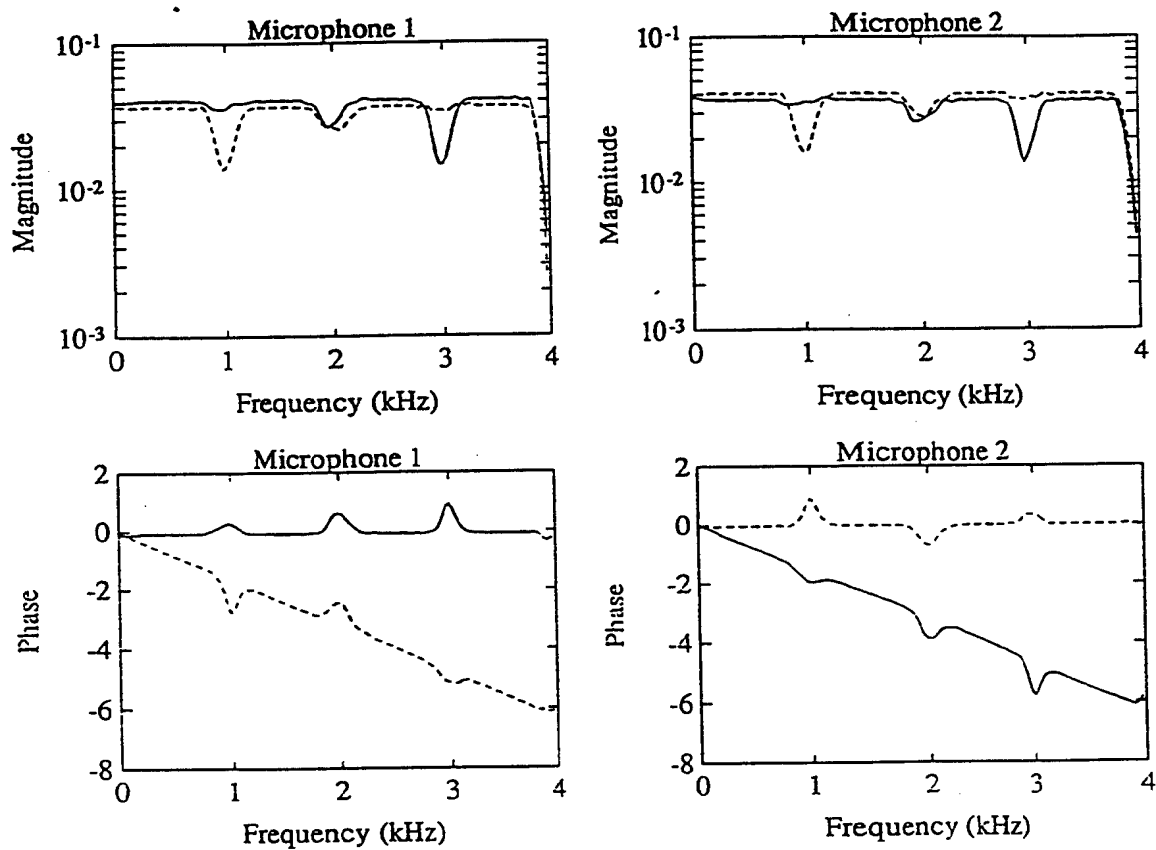 Microphone 1
10-1
10-2
10-3
Magnitude
0 1 2 3 4
Frequency (kHz)
Microphone 2
10-1
10-2
10-3
Magnitude
0 1 2 3 4
Frequency (kHz)
Microphone 1
2
0
-2
-4
-6
-8
Phase
0 1 2 3 4
Frequency (kHz)
Microphone 2
2
0
-2
-4
-6
-8
Phase
0 1 2 3 4
Frequency (kHz)